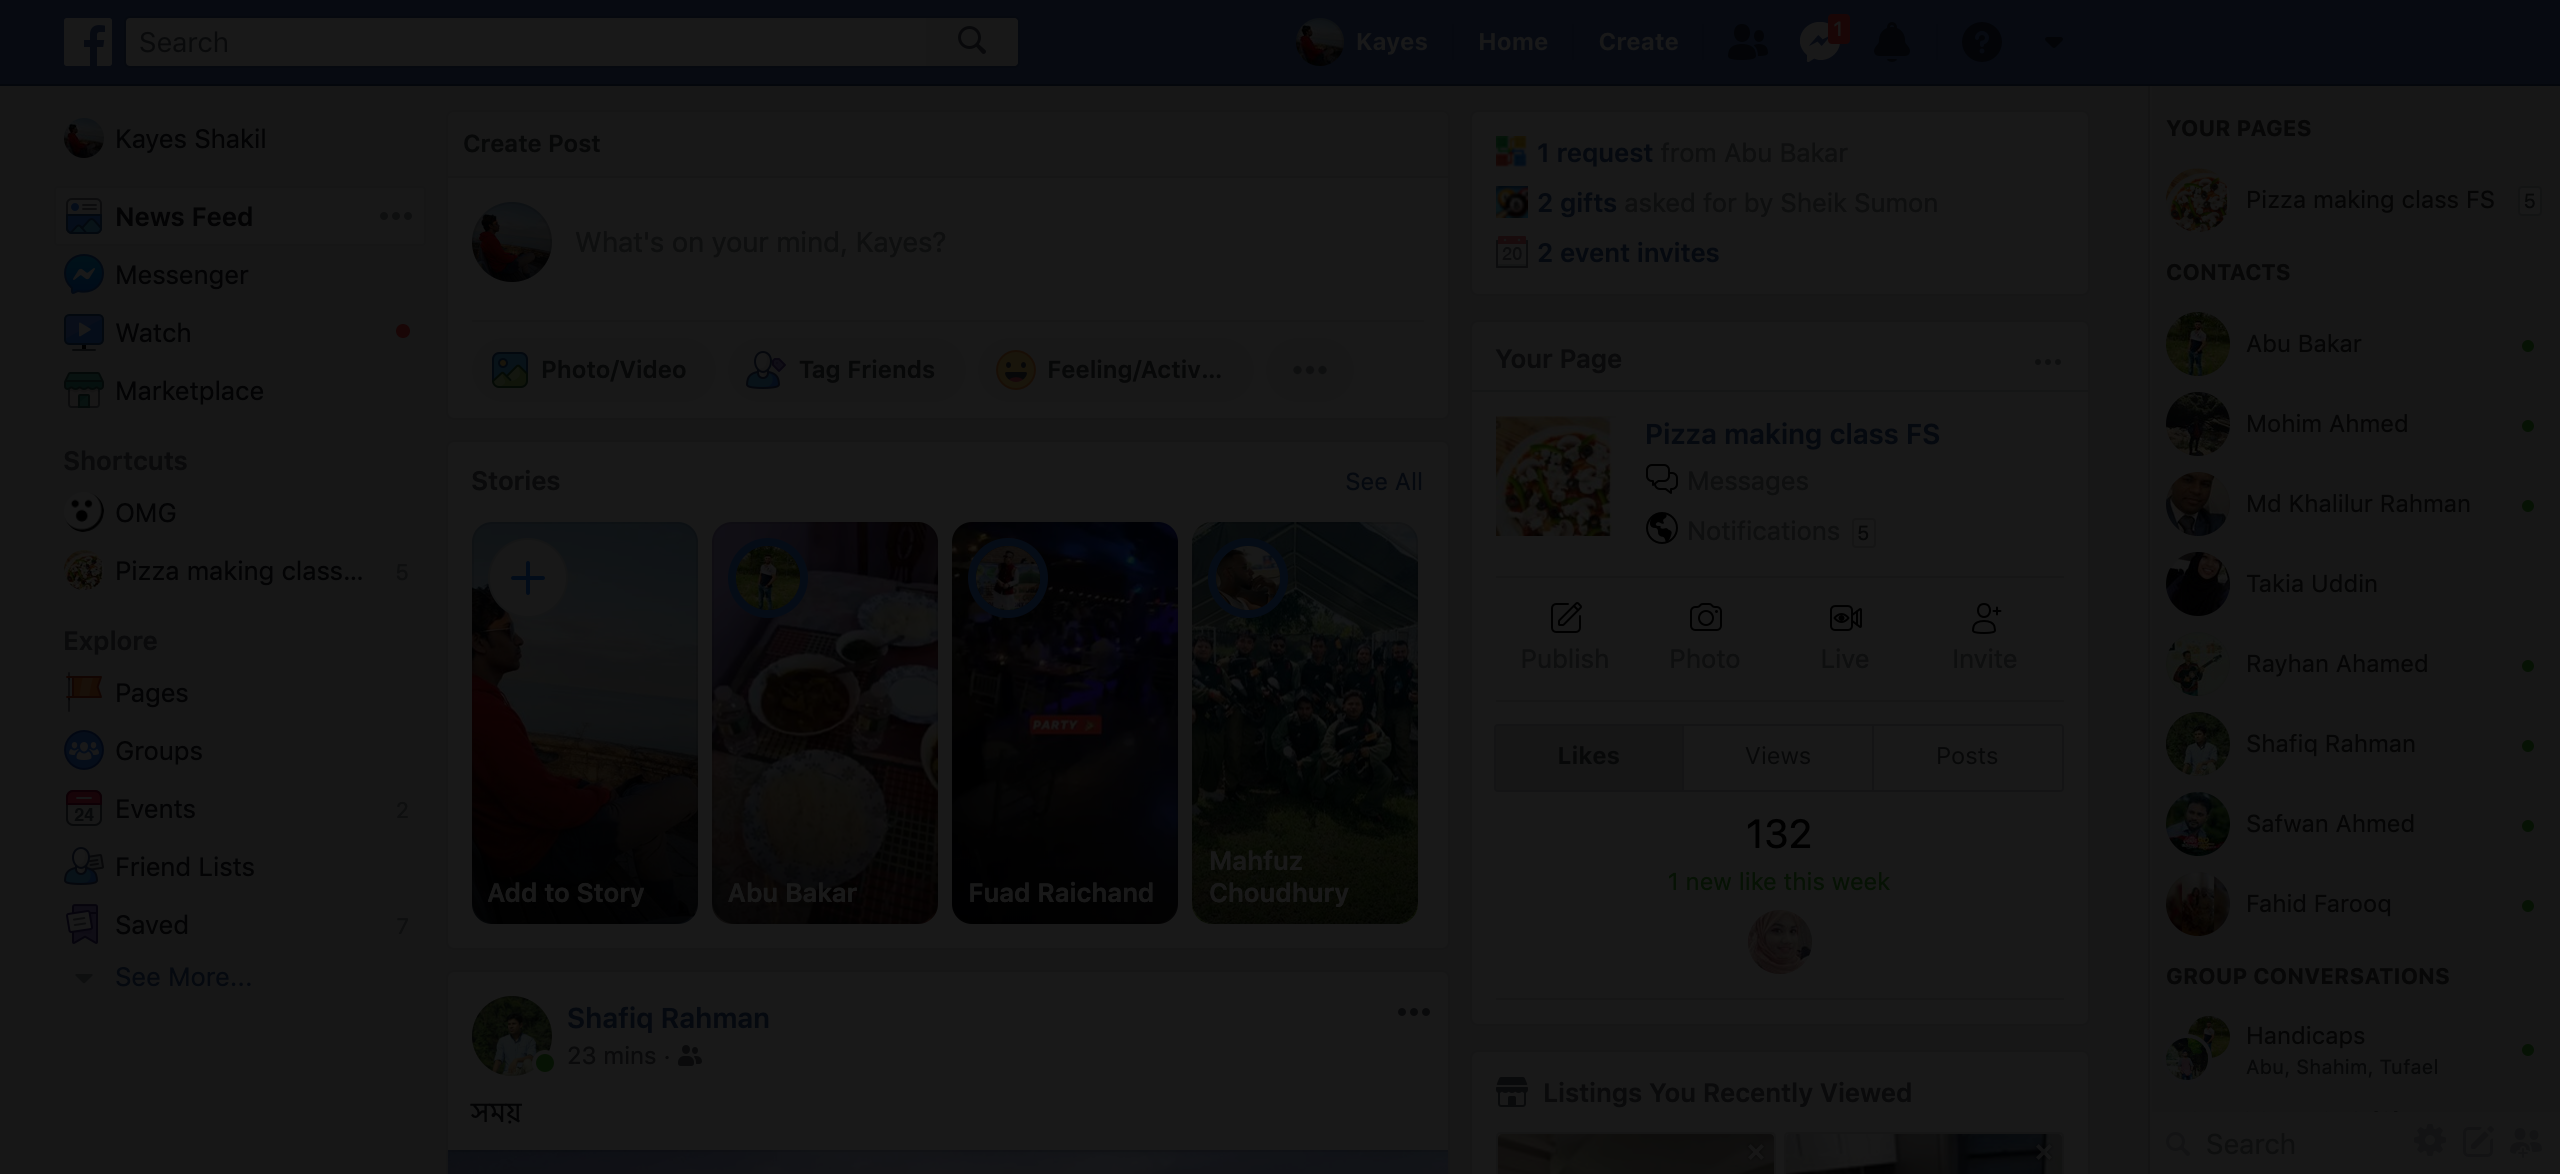 Search
Kayes
Home
Create
1
Kayes Shakil
News Feed
Messenger
Watch
Marketplace
Shortcuts
OMG
Pizza making class...
5
Explore
Pages
Groups
24
Events
2
Friend Lists
Saved
7
See More...
Create Post
What's on your mind, Kayes?
Photo/Video
Tag Friends
Feeling/Activ...
Stories
See All
Add to Story
Abu Bakar
PARTY
Fuad Raichand
Mahfuz
Choudhury
Shafiq Rahman
23 mins ·
সময়
1 request from Abu Bakar
2 gifts asked for by Sheik Sumon
20
2 event invites
Your Page
Pizza making class FS
Messages
Notifications 5
Publish
Photo
Live
Invite
Likes
Views
Posts
132
1 new like this week
Listings You Recently Viewed
YOUR PAGES
Pizza making class FS
5
CONTACTS
Abu Bakar
Mohim Ahmed
Md Khalilur Rahman
Takia Uddin
Rayhan Ahamed
Shafiq Rahman
Safwan Ahmed
Fahid Farooq
GROUP CONVERSATIONS
Handicaps
Abu, Shahim, Tufael
Search